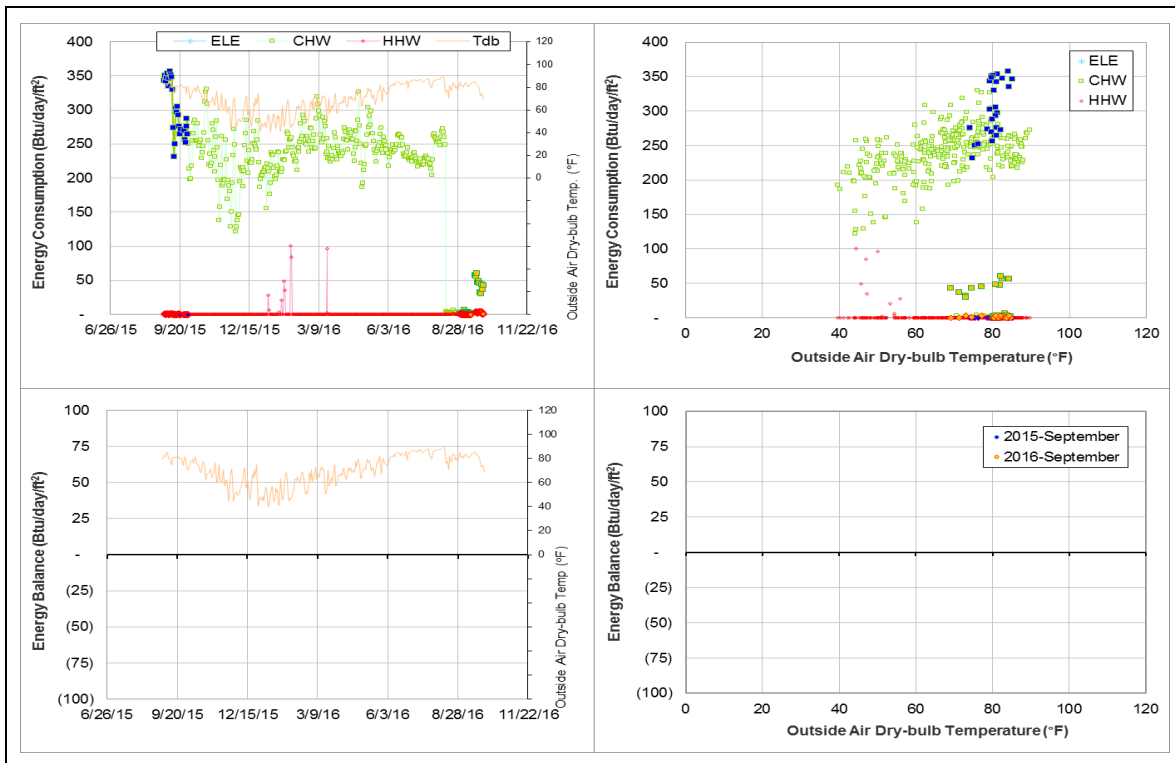 ELE CHW HHW Tdb
Energy Consumption (Btu/day/ft²)
400
350
300
250
200
150
100
50
-
120
100
80
60
40
20
0
Outside Air Dry-bulb Temp. (°F)
6/26/15 9/20/15 12/15/15 3/9/16 6/3/16 8/28/16 11/22/16
ELE
CHW
HHW
Energy Consumption (Btu/day/ft²)
400
350
300
250
200
150
100
50
-
0 20 40 60 80 100 120
Outside Air Dry-bulb Temperature (°F)
Energy Balance (Btu/day/ft²)
100
75
50
25
-
(25)
(50)
(75)
(100)
120
100
80
60
40
20
0
Outside Air Dry-bulb Temp (°F)
6/26/15 9/20/15 12/15/15 3/9/16 6/3/16 8/28/16 11/22/16
2015-September
2016-September
Energy Balance (Btu/day/ft²)
100
75
50
25
-
(25)
(50)
(75)
(100)
0 20 40 60 80 100 120
Outside Air Dry-bulb Temperature (°F)